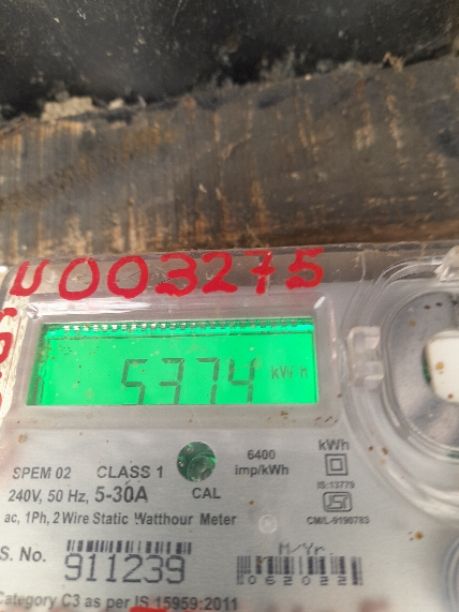 U003275
5374 kWh
SPEM 02 CLASS 1 6400 imp/kWh kWh
240V, 50 Hz, 5-30A CAL IS:13779
ac, 1Ph, 2 Wire Static Watthour Meter CM/L-9190783
S. No. 911239 M/Yr.
062022
Category C3 as per IS 15959:2011